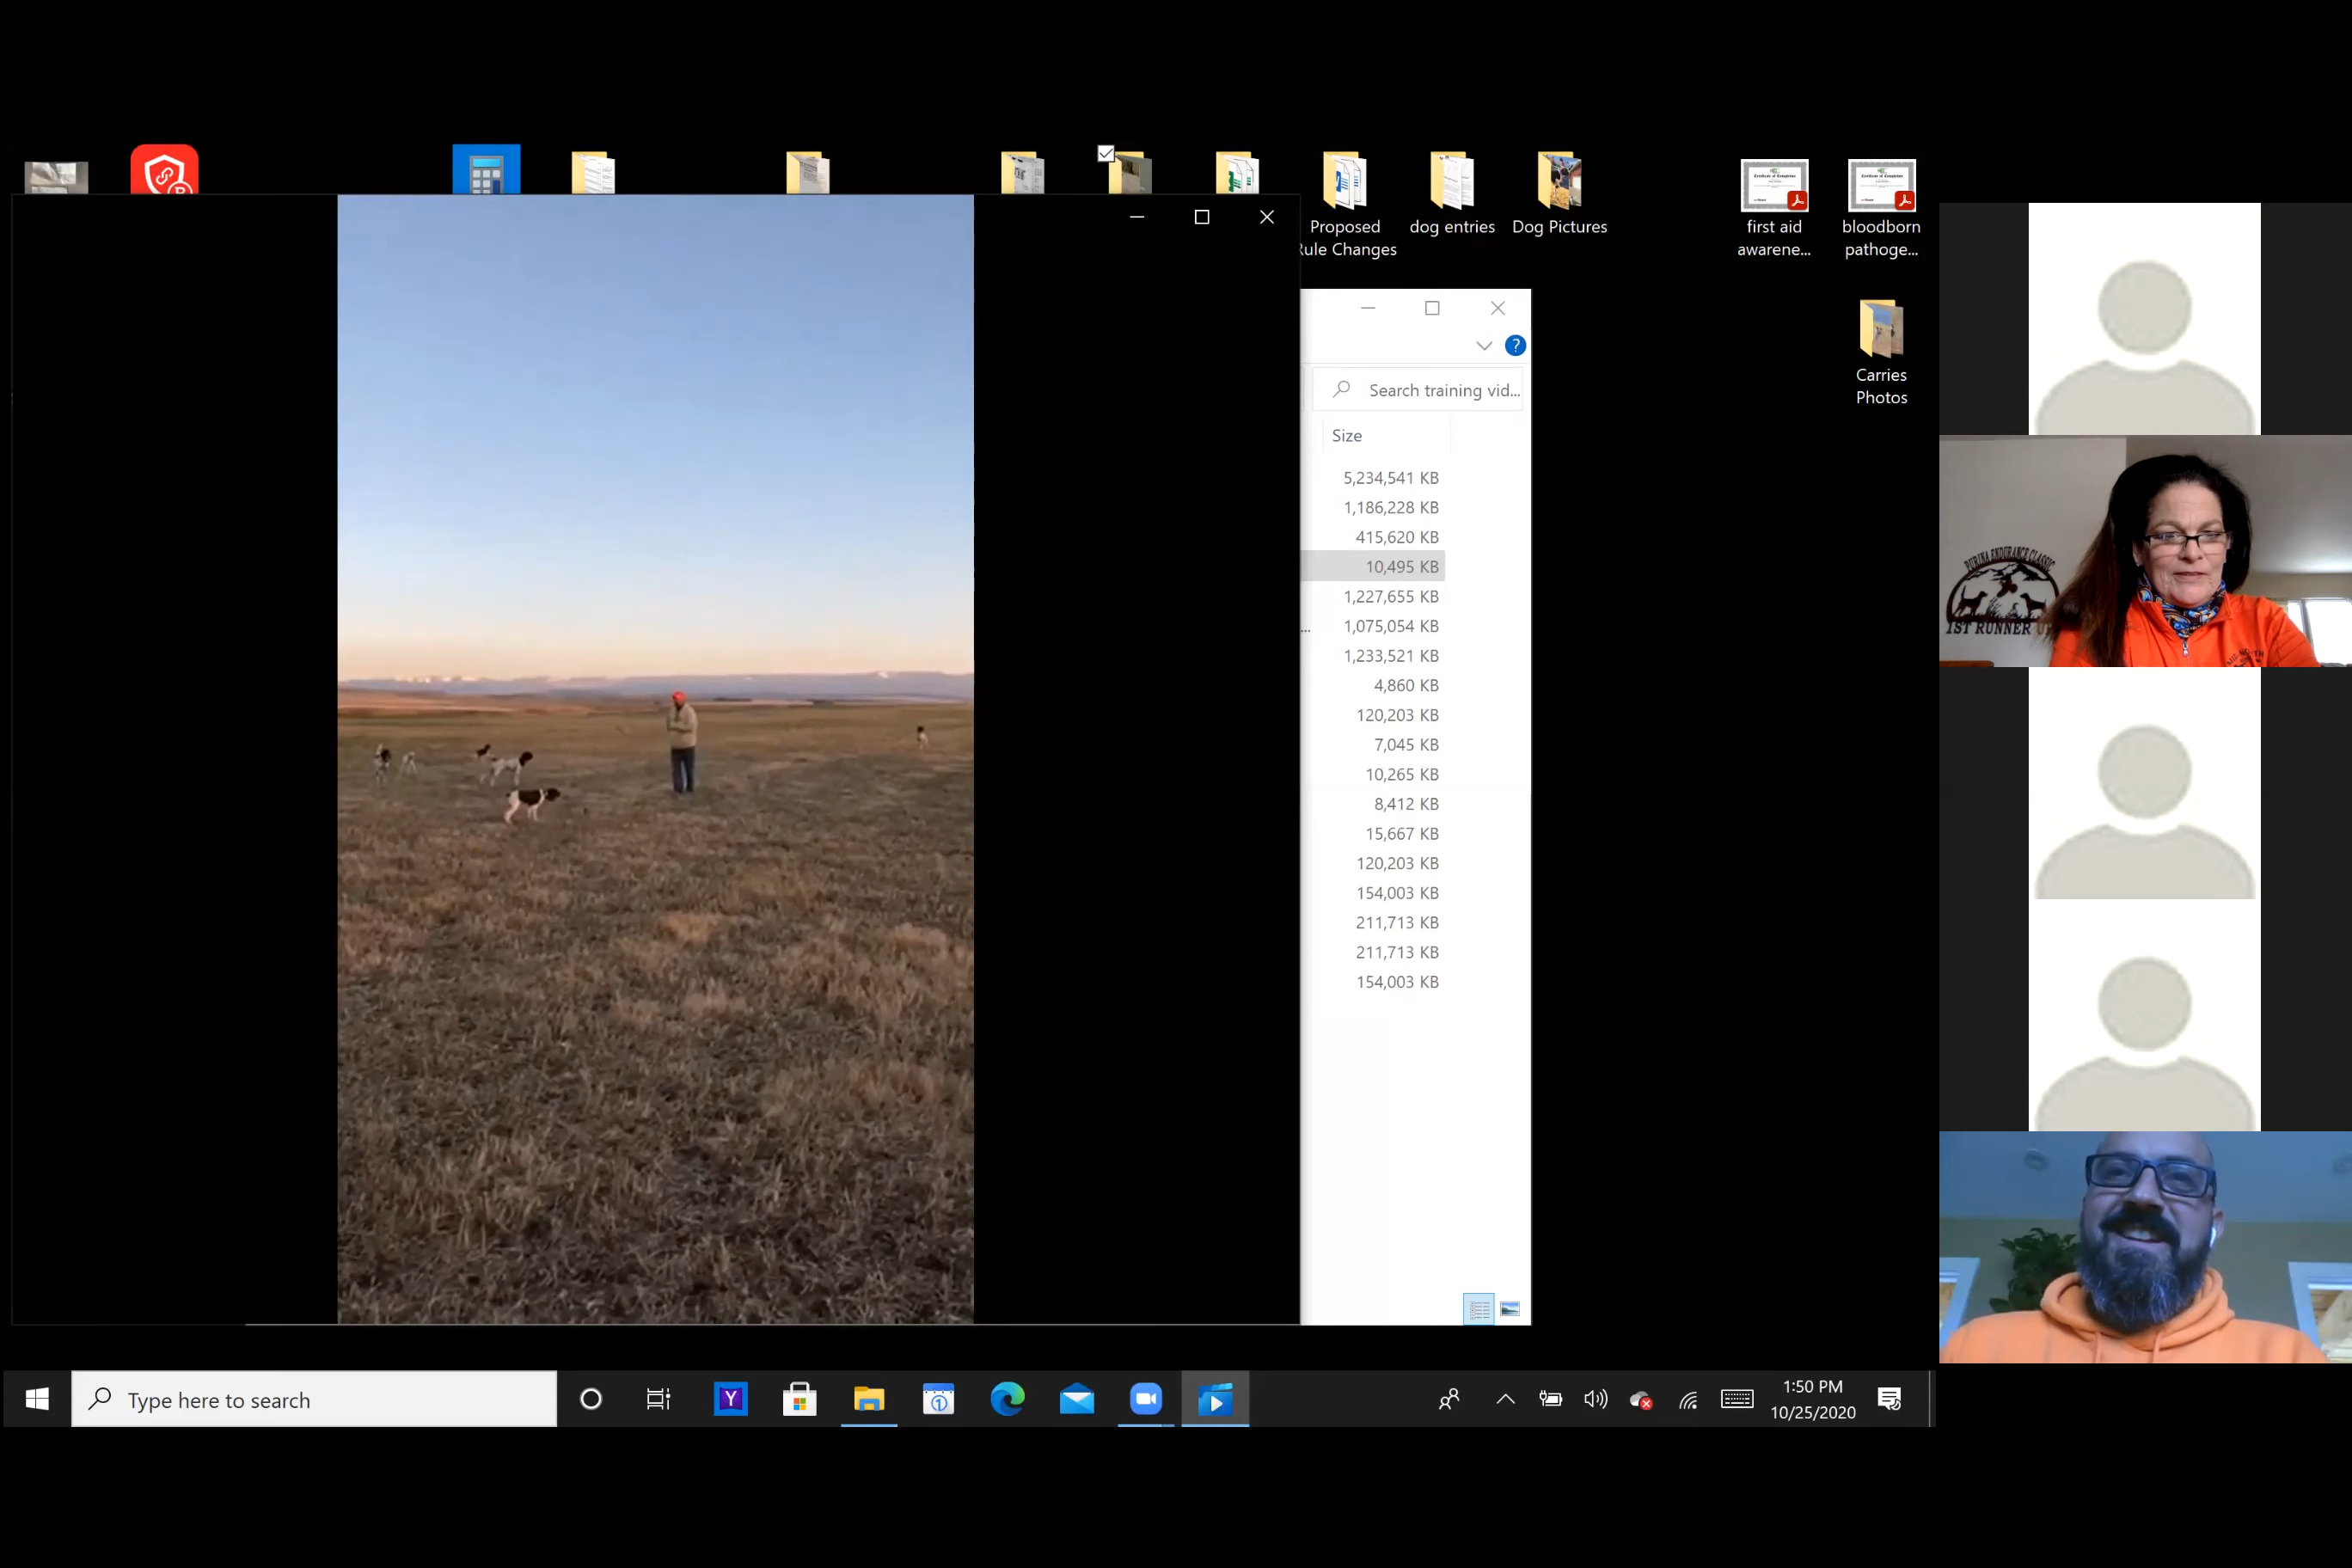 Proposed
Rule Changes
dog entries
Dog Pictures
first aid
awarene...
bloodborn
pathoge...
Carries
Photos
Search training vid...
Size
5,234,541 KB
1,186,228 KB
415,620 KB
10,495 KB
1,227,655 KB
...
1,075,054 KB
1,233,521 KB
4,860 KB
120,203 KB
7,045 KB
10,265 KB
8,412 KB
15,667 KB
120,203 KB
154,003 KB
211,713 KB
211,713 KB
154,003 KB
PURINA ENDURANCE CLASSIC
1ST RUNNER
Type here to search
1:50 PM
10/25/2020